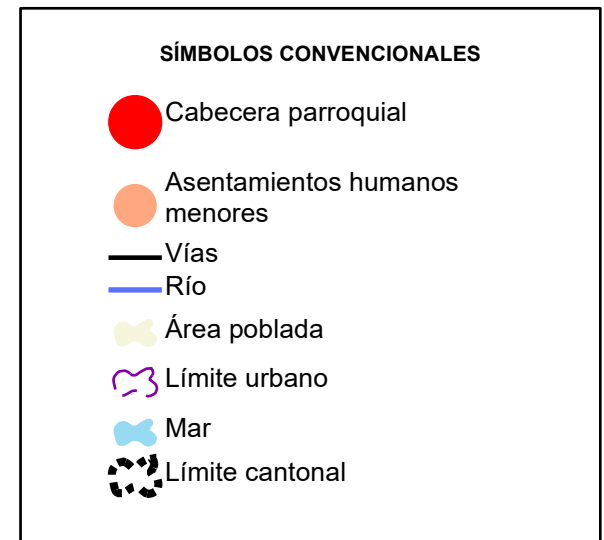 SÍMBOLOS CONVENCIONALES
Cabecera parroquial
Asentamientos humanos
menores
Vías
Río
Área poblada
Límite urbano
Mar
Límite cantonal